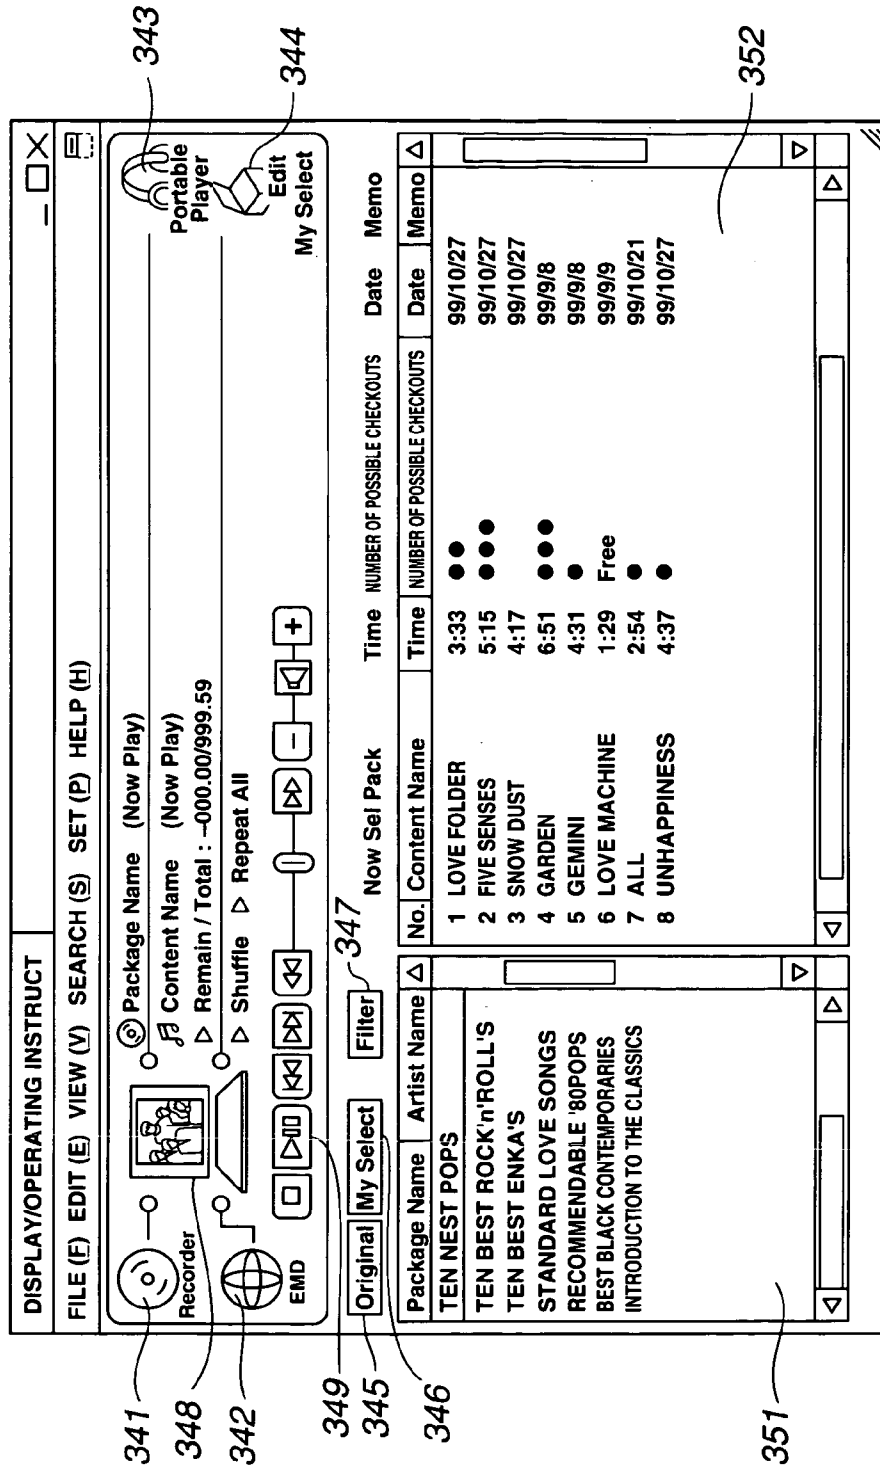 DISPLAY/OPERATING INSTRUCT
FILE (F) EDIT (E) VIEW (V) SEARCH (S) SET (P) HELP (H)
341
Recorder
348
342
EMD
Package Name (Now Play)
Content Name (Now Play)
Remain / Total : –000.00/999.59
Shuffle Repeat All
Portable
Player
343
344
Edit
My Select
349
345
Original
My Select
346
Filter
347
Now Sel Pack Time NUMBER OF POSSIBLE CHECKOUTS Date Memo
Package Name Artist Name
TEN NEST POPS
TEN BEST ROCK'n'ROLL'S
TEN BEST ENKA'S
STANDARD LOVE SONGS
RECOMMENDABLE '80POPS
BEST BLACK CONTEMPORARIES
INTRODUCTION TO THE CLASSICS
351
No. Content Name Time NUMBER OF POSSIBLE CHECKOUTS Date Memo
1 LOVE FOLDER 3:33 ●● 99/10/27
2 FIVE SENSES 5:15 ●●● 99/10/27
3 SNOW DUST 4:17 99/10/27
4 GARDEN 6:51 ●●● 99/9/8
5 GEMINI 4:31 ● 99/9/8
6 LOVE MACHINE 1:29 Free 99/9/9
7 ALL 2:54 ● 99/10/21
8 UNHAPPINESS 4:37 ● 99/10/27
352